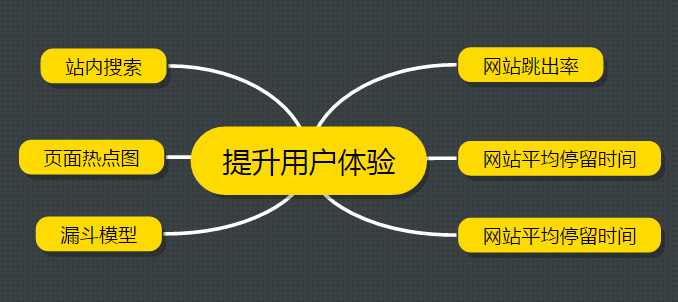 站内搜索
网站跳出率
页面热点图
提升用户体验
网站平均停留时间
漏斗模型
网站平均停留时间